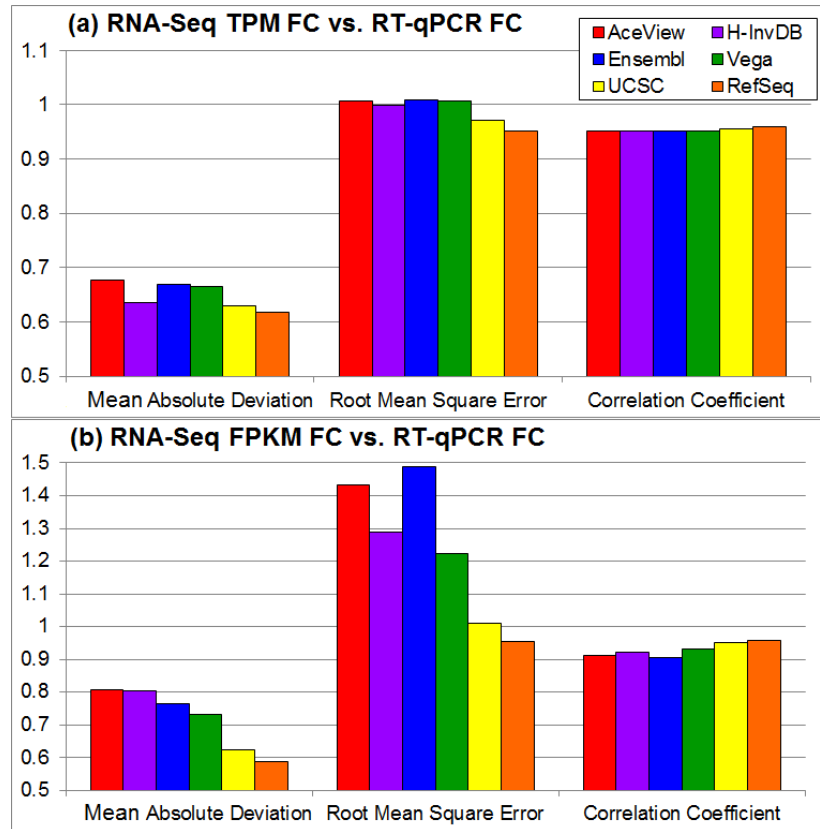 (a) RNA-Seq TPM FC vs. RT-qPCR FC
AceView H-InvDB
Ensembl Vega
UCSC RefSeq
1.1
1
0.9
0.8
0.7
0.6
0.5
Mean Absolute Deviation Root Mean Square Error Correlation Coefficient
(b) RNA-Seq FPKM FC vs. RT-qPCR FC
1.5
1.4
1.3
1.2
1.1
1
0.9
0.8
0.7
0.6
0.5
Mean Absolute Deviation Root Mean Square Error Correlation Coefficient